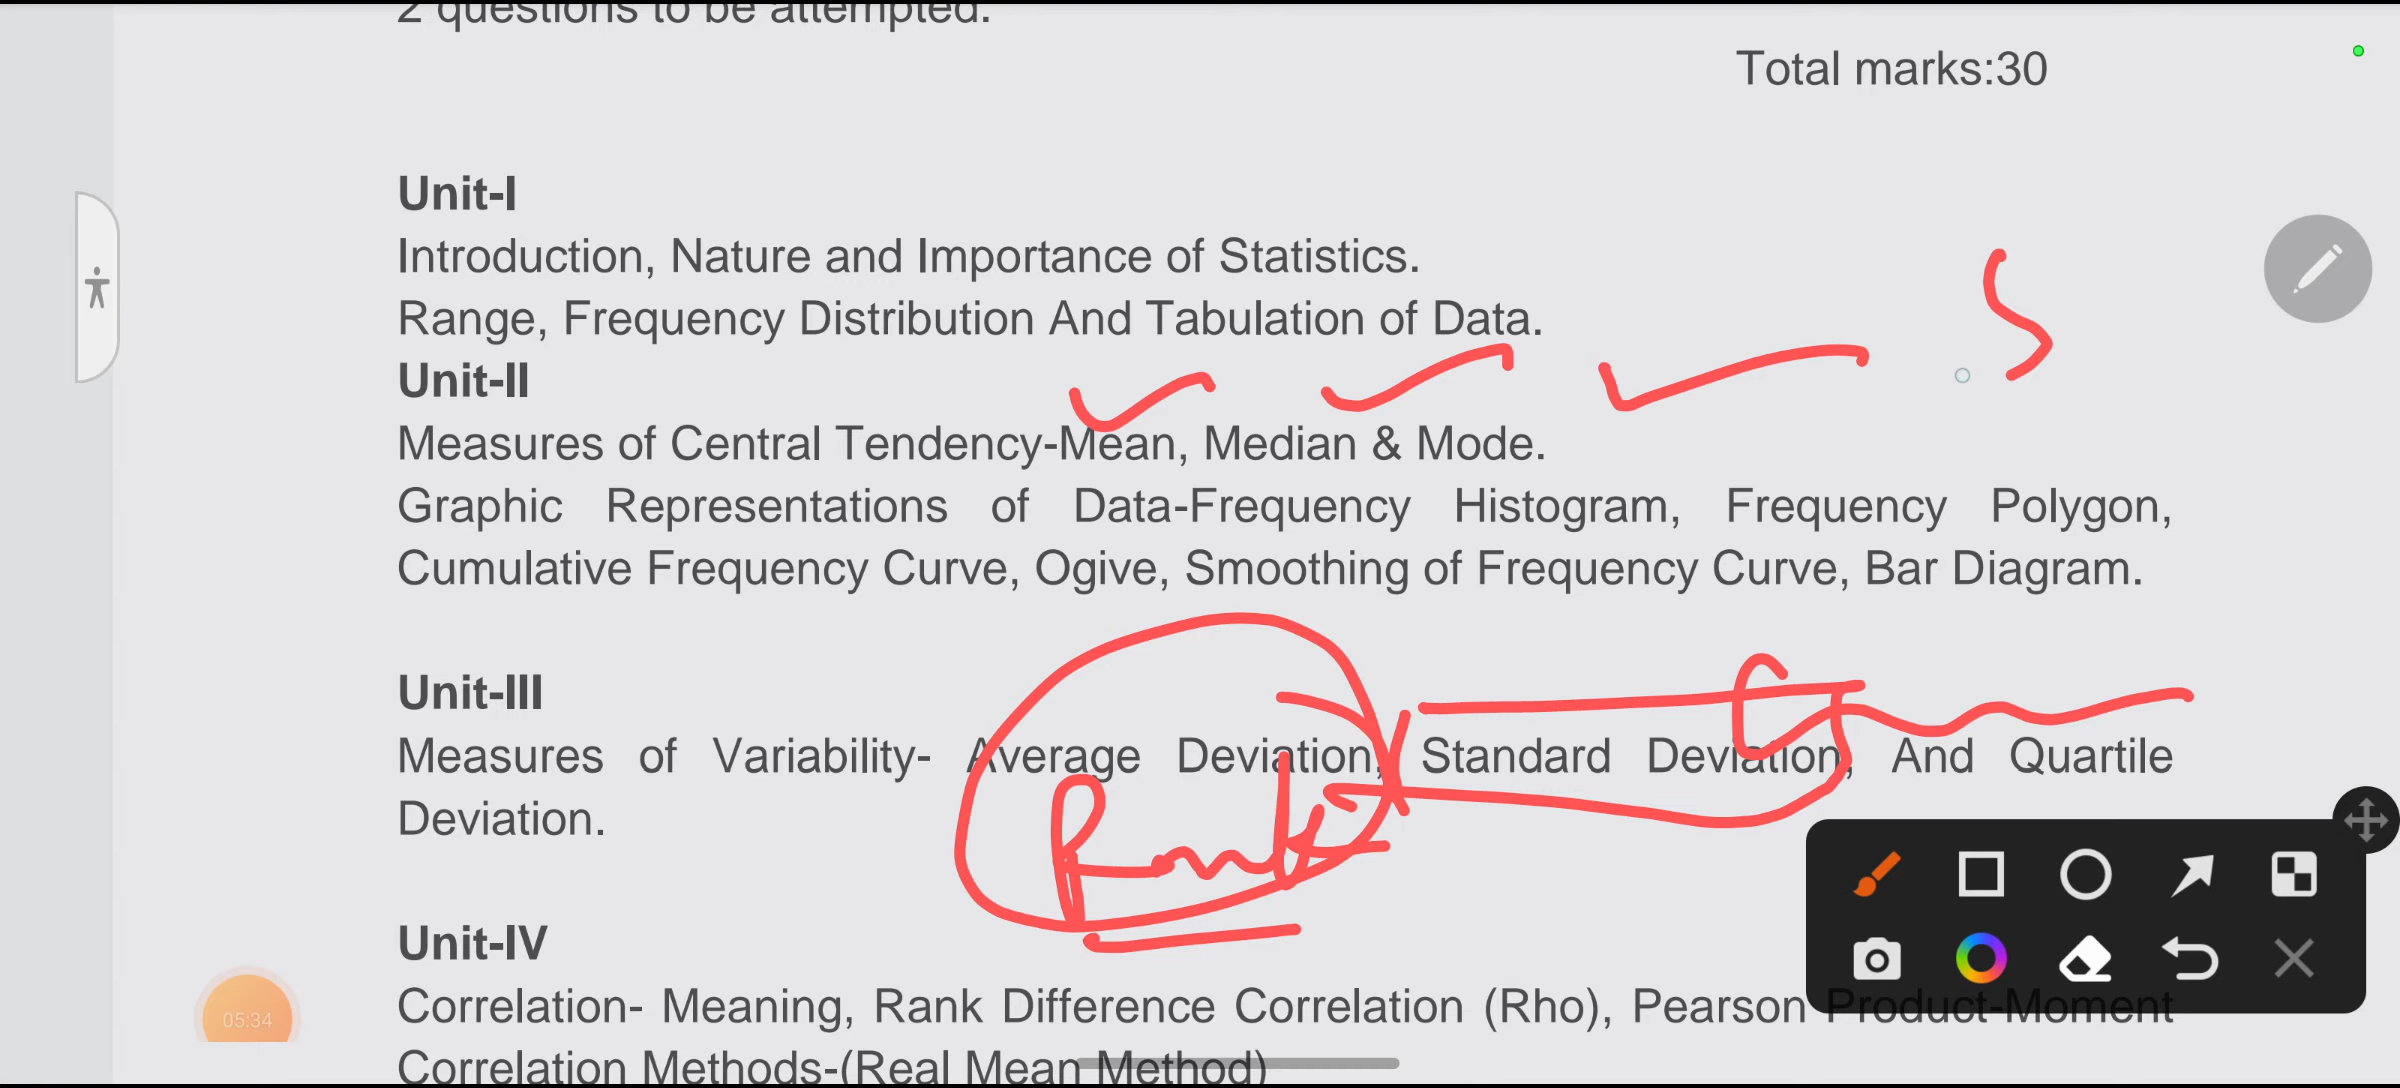 2 questions to be attempted.
Total marks:30
Unit-I
Introduction, Nature and Importance of Statistics.
Range, Frequency Distribution And Tabulation of Data.
Unit-II
Measures of Central Tendency-Mean, Median & Mode.
Graphic Representations of Data-Frequency Histogram, Frequency Polygon,
Cumulative Frequency Curve, Ogive, Smoothing of Frequency Curve, Bar Diagram.
Unit-III
Measures of Variability- Average Deviation, Standard Deviation, And Quartile
Deviation.
Unit-IV
05:34
Correlation- Meaning, Rank Difference Correlation (Rho), Pearson Product-Moment
Correlation Methods-(Real Mean Method)